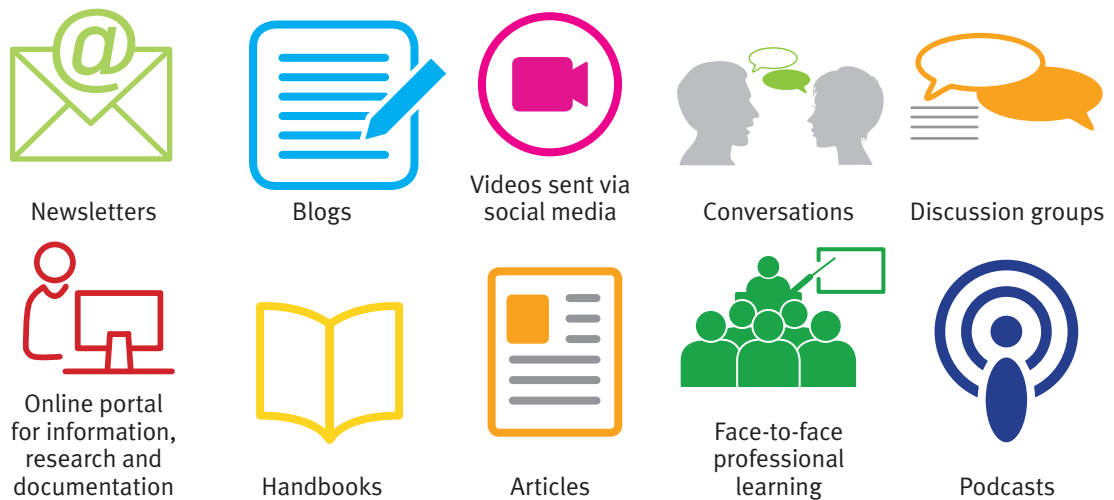 @
Newsletters
Blogs
Videos sent via
social media
Conversations
Discussion groups
Online portal
for information,
research and
documentation
Handbooks
Articles
Face-to-face
professional
learning
Podcasts